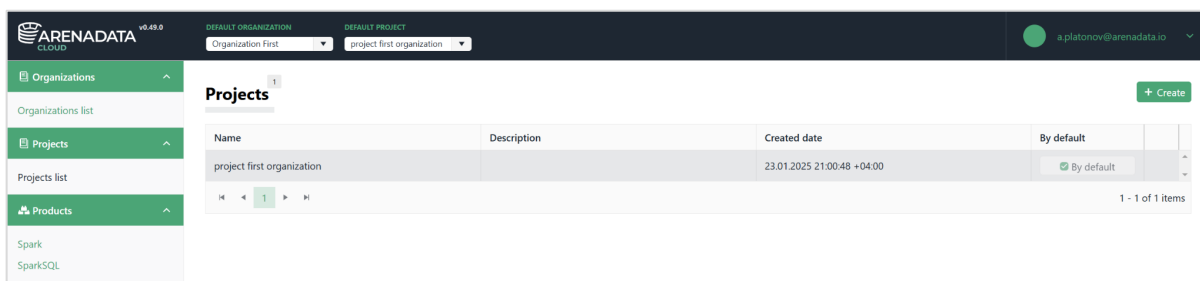 ARENADATA v0.49.0
CLOUD
DEFAULT ORGANIZATION DEFAULT PROJECT
Organization First project first organization
a.platonov@arenadata.io
Organizations
Organizations list
Projects
Projects list
Products
Spark
SparkSQL
Projects 1
+ Create
Name Description Created date By default
project first organization 23.01.2025 21:00:48 +04:00 By default
1 1 - 1 of 1 items